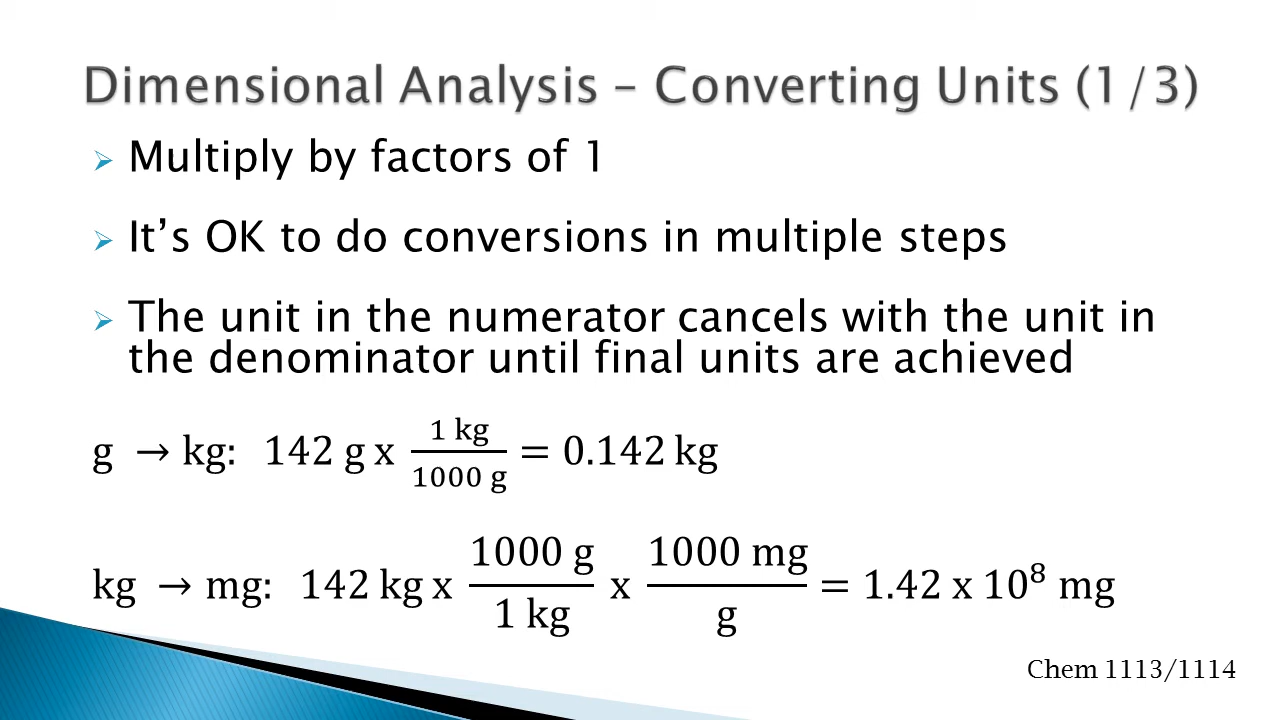 Dimensional Analysis – Converting Units (1/3)
➢ Multiply by factors of 1
➢ It’s OK to do conversions in multiple steps
➢ The unit in the numerator cancels with the unit in
the denominator until final units are achieved
g → kg: 142 g x 1 kg / 1000 g = 0.142 kg
kg → mg: 142 kg x 1000 g / 1 kg x 1000 mg / g = 1.42 x 10⁸ mg
Chem 1113/1114